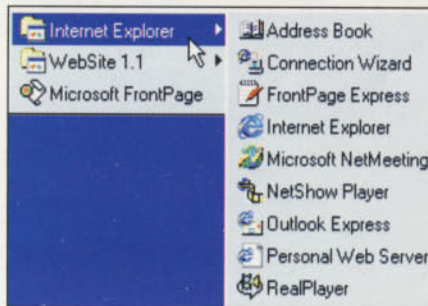 Internet Explorer
WebSite 1.1
Microsoft FrontPage
Address Book
Connection Wizard
FrontPage Express
Internet Explorer
Microsoft NetMeeting
NetShow Player
Outlook Express
Personal Web Server
RealPlayer